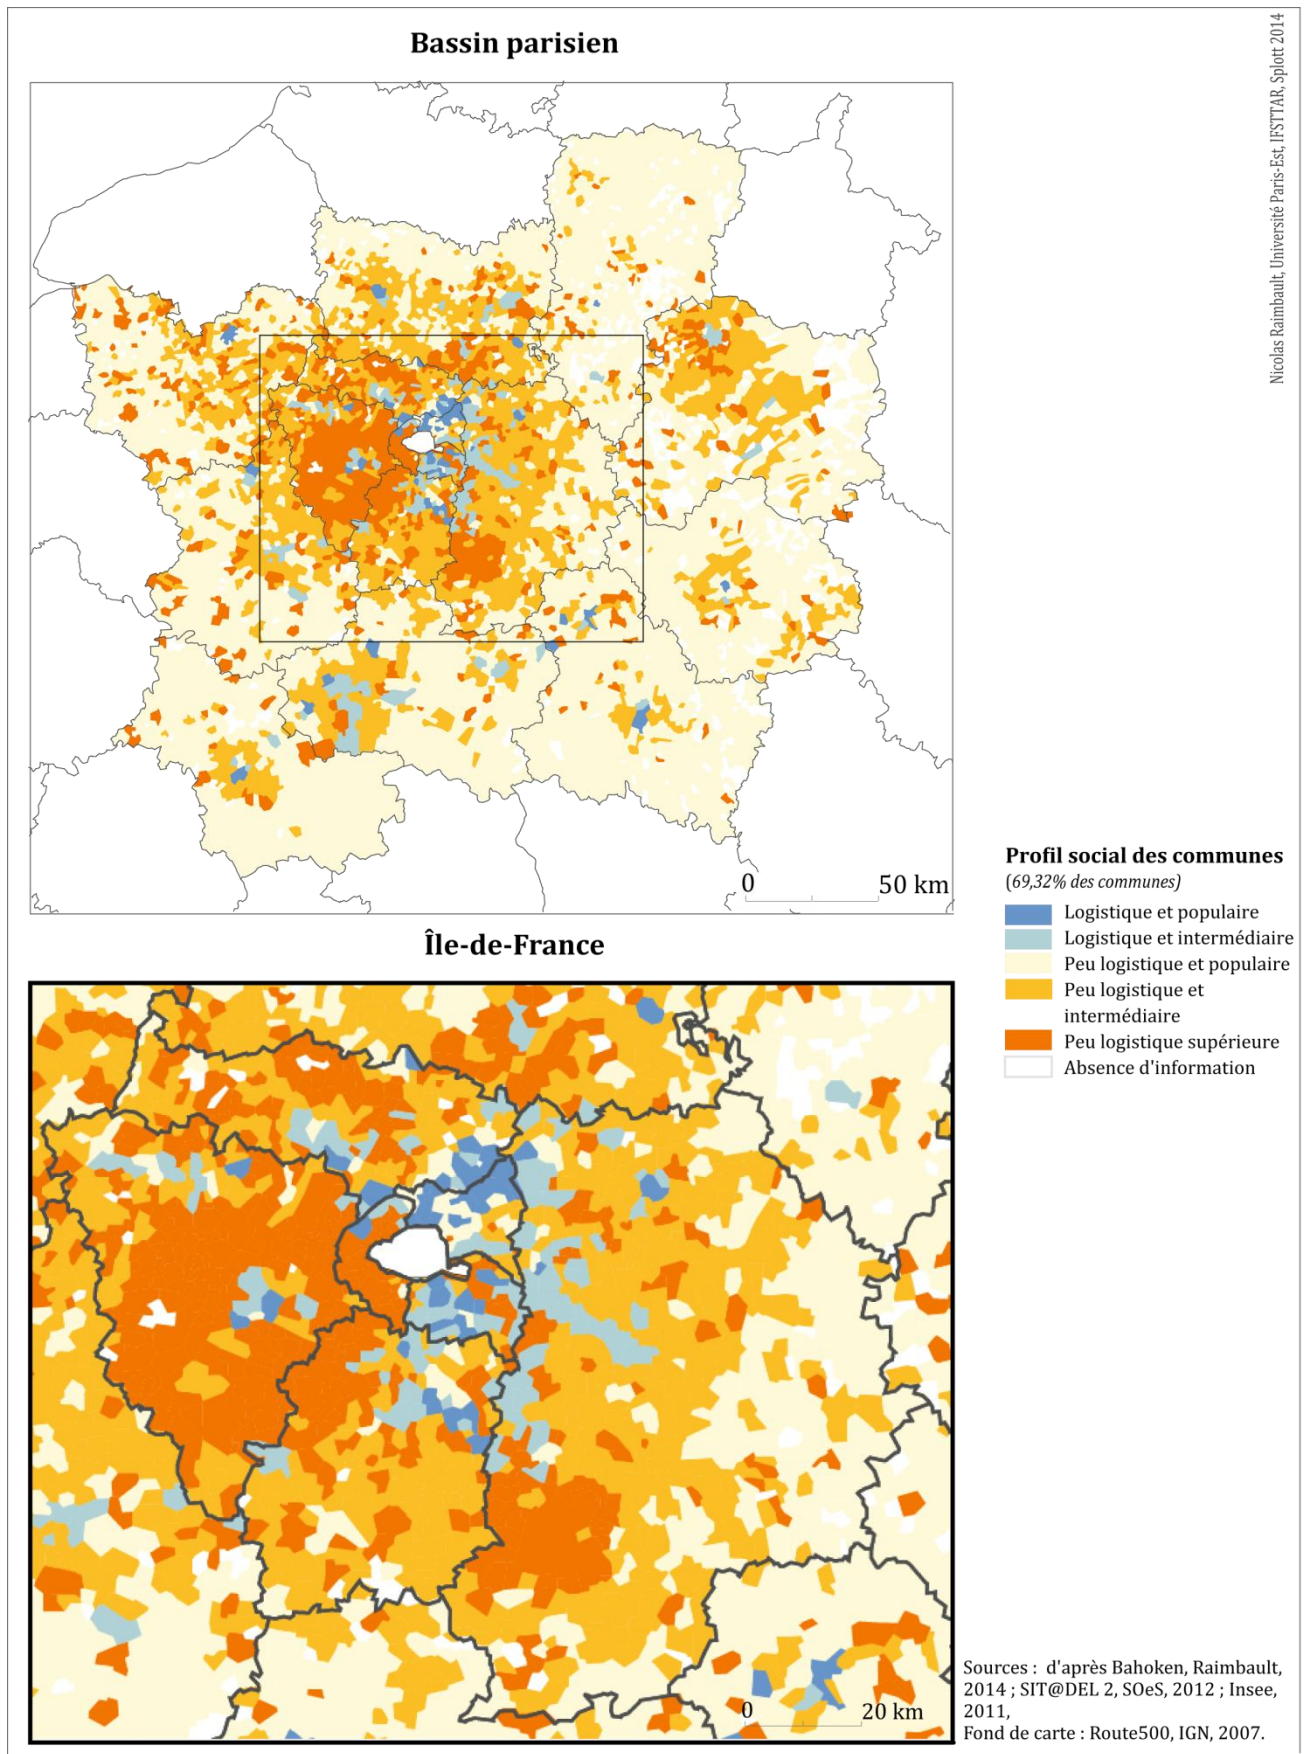 Bassin parisien
Nicolas Raimbault, Université Paris-Est, IFSTTAR, Splott 2014
0 50 km
Profil social des communes
(69,32% des communes)
Logistique et populaire
Logistique et intermédiaire
Peu logistique et populaire
Peu logistique et
intermédiaire
Peu logistique supérieure
Absence d'information
Île-de-France
0 20 km
Sources : d'après Bahoken, Raimbault,
2014 ; SIT@DEL 2, SOeS, 2012 ; Insee,
2011,
Fond de carte : Route500, IGN, 2007.